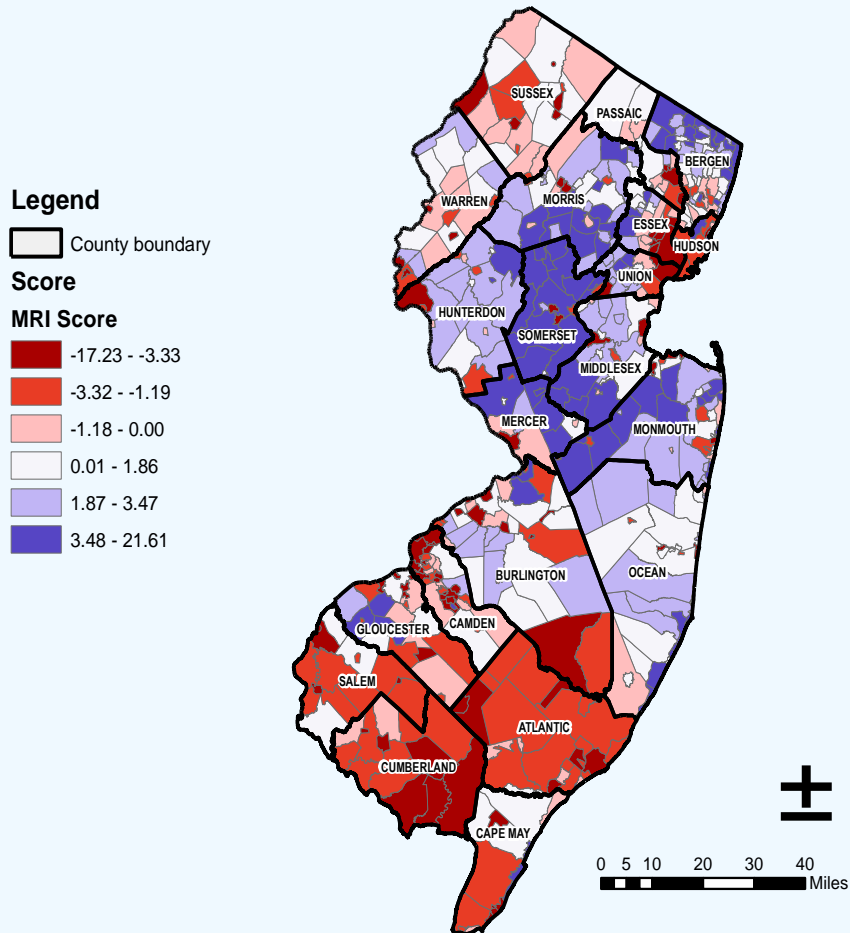 SUSSEX
PASSAIC
BERGEN
WARREN
MORRIS
ESSEX
HUDSON
UNION
HUNTERDON
SOMERSET
MIDDLESEX
MERCER
MONMOUTH
BURLINGTON
OCEAN
CAMDEN
GLOUCESTER
SALEM
ATLANTIC
CUMBERLAND
CAPE MAY
Legend
County boundary
Score
MRI Score
-17.23 - -3.33
-3.32 - -1.19
-1.18 - 0.00
0.01 - 1.86
1.87 - 3.47
3.48 - 21.61
0 5 10 20 30 40
Miles